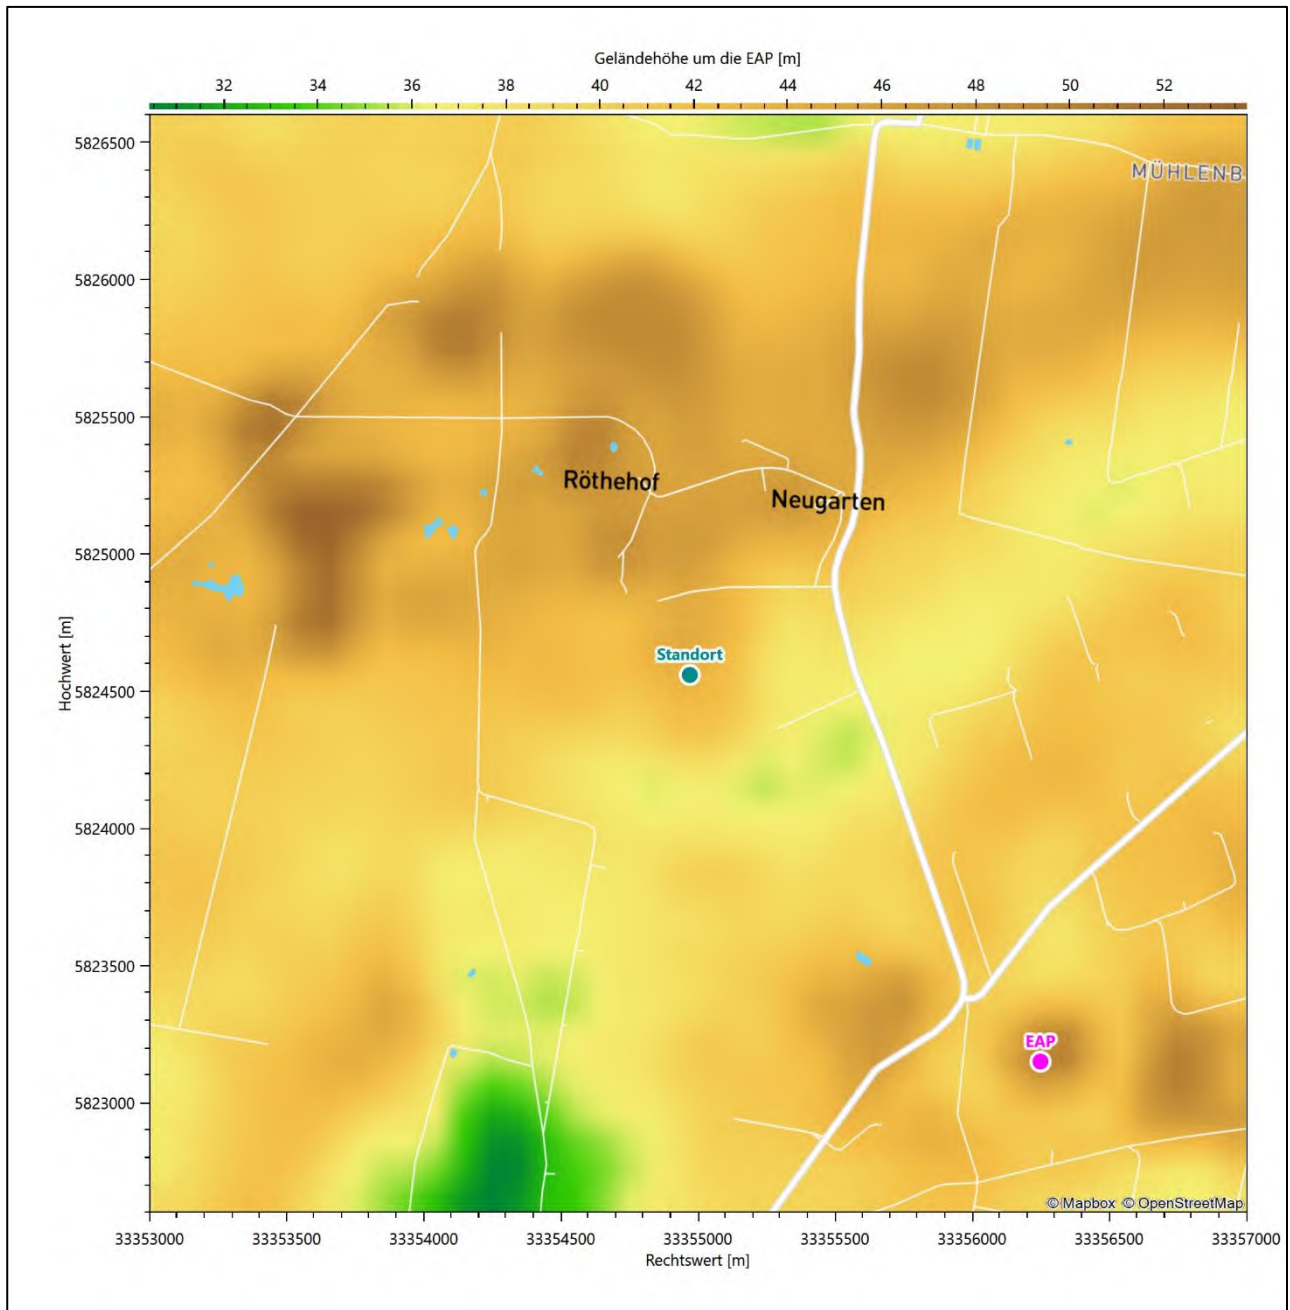 Geländehöhe um die EAP [m]
32 34 36 38 40 42 44 46 48 50 52
5826500
MÜHLENB
5826000
5825500
Röthehof
Neugarten
5825000
Standort
Hochwert [m]
5824500
5824000
5823500
EAP
5823000
© Mapbox © OpenStreetMap
33353000 33353500 33354000 33354500 33355000 33355500 33356000 33356500 33357000
Rechtswert [m]